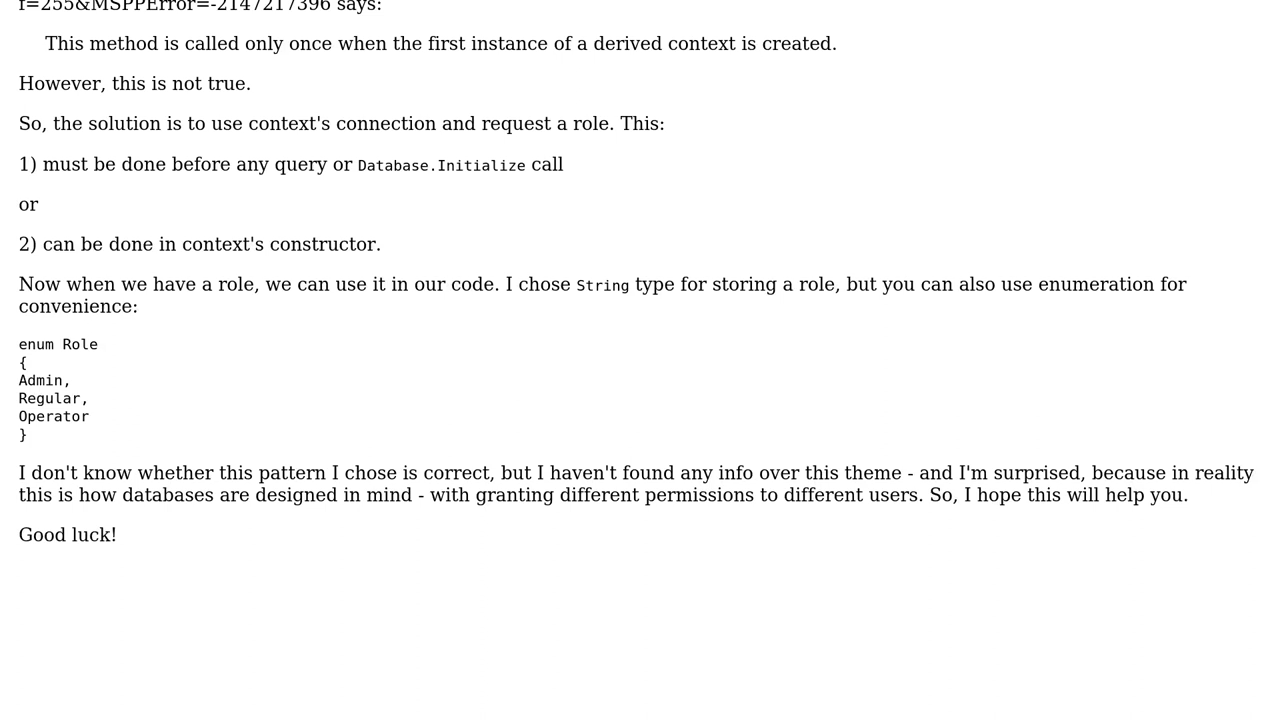 f=255&MSPPError=-2147217396 says:
This method is called only once when the first instance of a derived context is created.
However, this is not true.
So, the solution is to use context's connection and request a role. This:
1) must be done before any query or Database.Initialize call
or
2) can be done in context's constructor.
Now when we have a role, we can use it in our code. I chose String type for storing a role, but you can also use enumeration for
convenience:
enum Role
{
Admin,
Regular,
Operator
}
I don't know whether this pattern I chose is correct, but I haven't found any info over this theme - and I'm surprised, because in reality
this is how databases are designed in mind - with granting different permissions to different users. So, I hope this will help you.
Good luck!